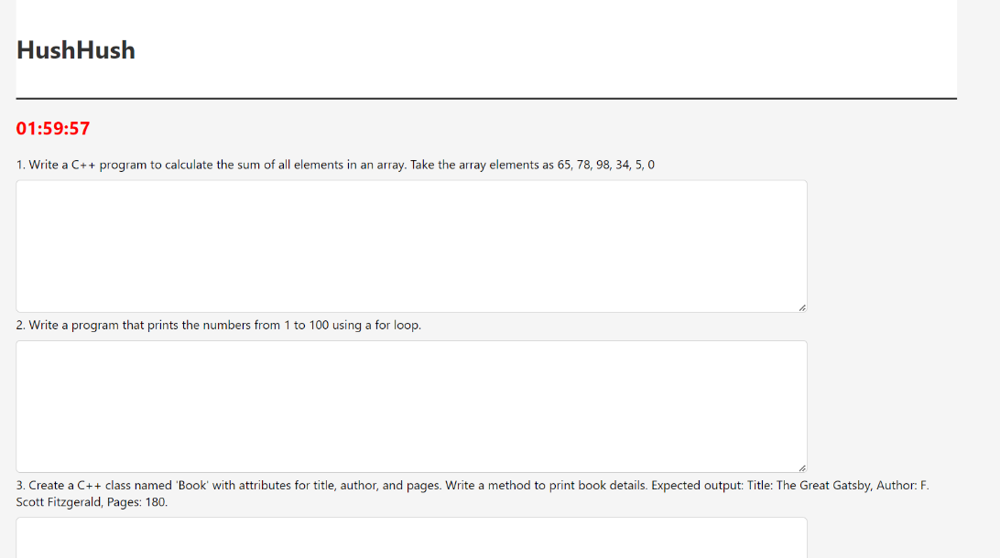 HushHush
01:59:57
1. Write a C++ program to calculate the sum of all elements in an array. Take the array elements as 65, 78, 98, 34, 5, 0
2. Write a program that prints the numbers from 1 to 100 using a for loop.
3. Create a C++ class named 'Book' with attributes for title, author, and pages. Write a method to print book details. Expected output: Title: The Great Gatsby, Author: F.
Scott Fitzgerald, Pages: 180.